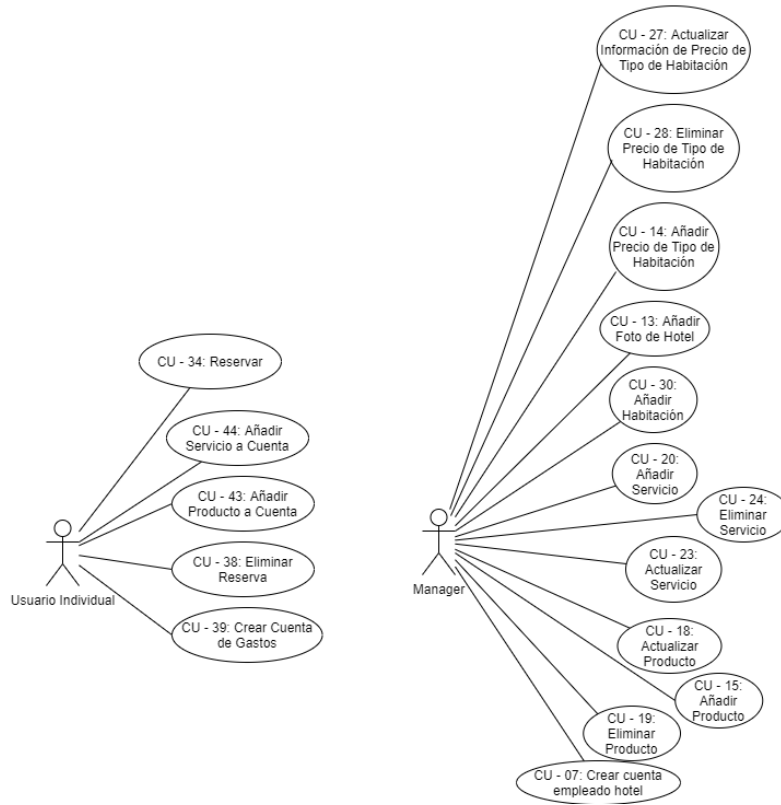 CU - 34: Reservar
CU - 44: Añadir
Servicio a Cuenta
CU - 43: Añadir
Producto a Cuenta
CU - 38: Eliminar
Reserva
CU - 39: Crear Cuenta
de Gastos
Usuario Individual
CU - 27: Actualizar
Información de Precio de
Tipo de Habitación
CU - 28: Eliminar
Precio de Tipo de
Habitación
CU - 14: Añadir
Precio de Tipo de
Habitación
CU - 13: Añadir
Foto de Hotel
CU - 30:
Añadir
Habitación
CU - 20:
Añadir
Servicio
CU - 24:
Eliminar
Servicio
CU - 23:
Actualizar
Servicio
Manager
CU - 18:
Actualizar
Producto
CU - 15:
Añadir
Producto
CU - 19:
Eliminar
Producto
CU - 07: Crear cuenta
empleado hotel